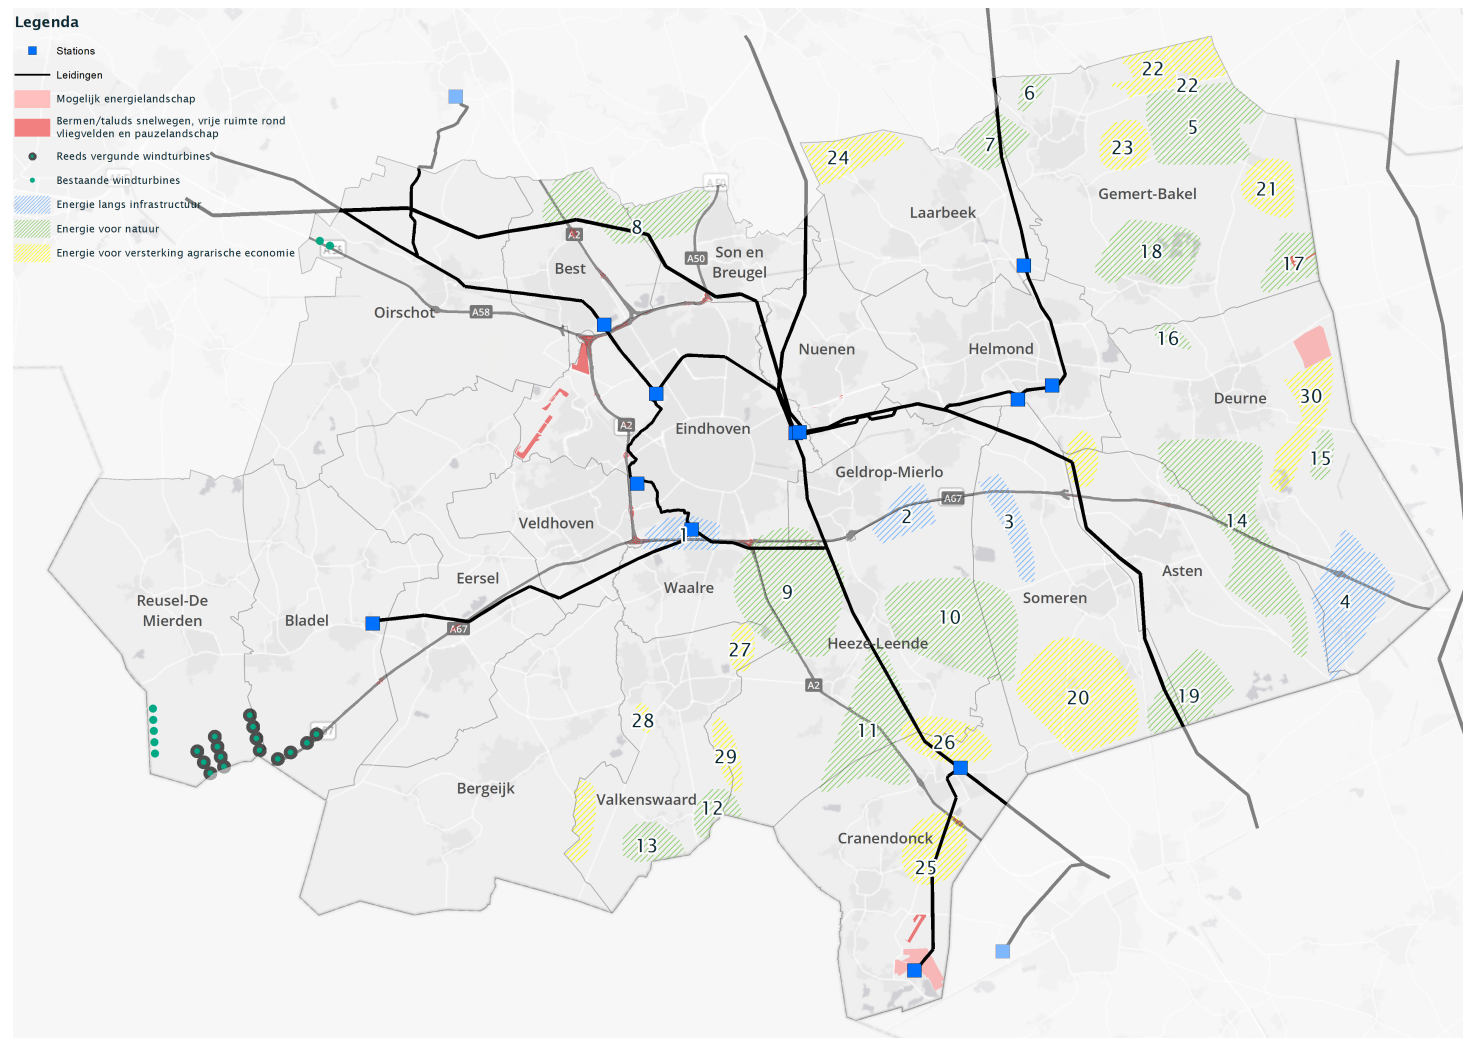 Legenda
Stations
Leidingen
Mogelijk energielandschap
Bermen/taluds snelwegen, vrije ruimte rond
vliegvelden en pauzelandschap
Reeds vergunde windturbines
Bestaande windturbines
Energie langs infrastructuur
Energie voor natuur
Energie voor versterking agrarische economie
22
22
6
5
7
23
24
A 50
21
Gemert-Bakel
Laarbeek
8
A2
18
Son en
Breugel
A50
17
Best
Oirschot
A58
16
Nuenen
Helmond
30
Deurne
A2
Eindhoven
15
Geldrop-Mierlo
A67
2
3
14
Veldhoven
1
Asten
Eersel
Waalre
9
Someren
4
Reusel-De
Mierden
Bladel
10
A67
Heeze-Leende
27
A2
20
19
28
11
26
29
Bergeijk
Valkenswaard
12
Cranendonck
13
25